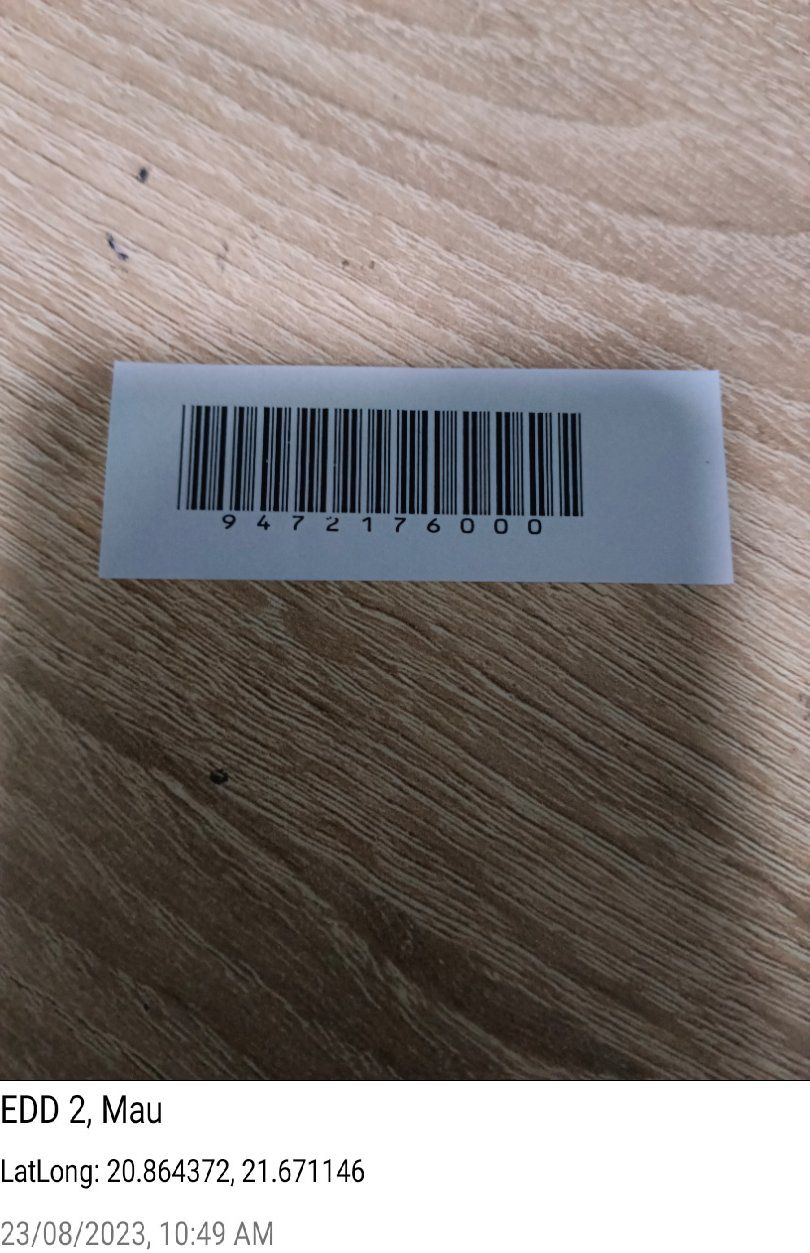 9472176000
EDD 2, Mau
LatLong: 20.864372, 21.671146
23/08/2023, 10:49 AM